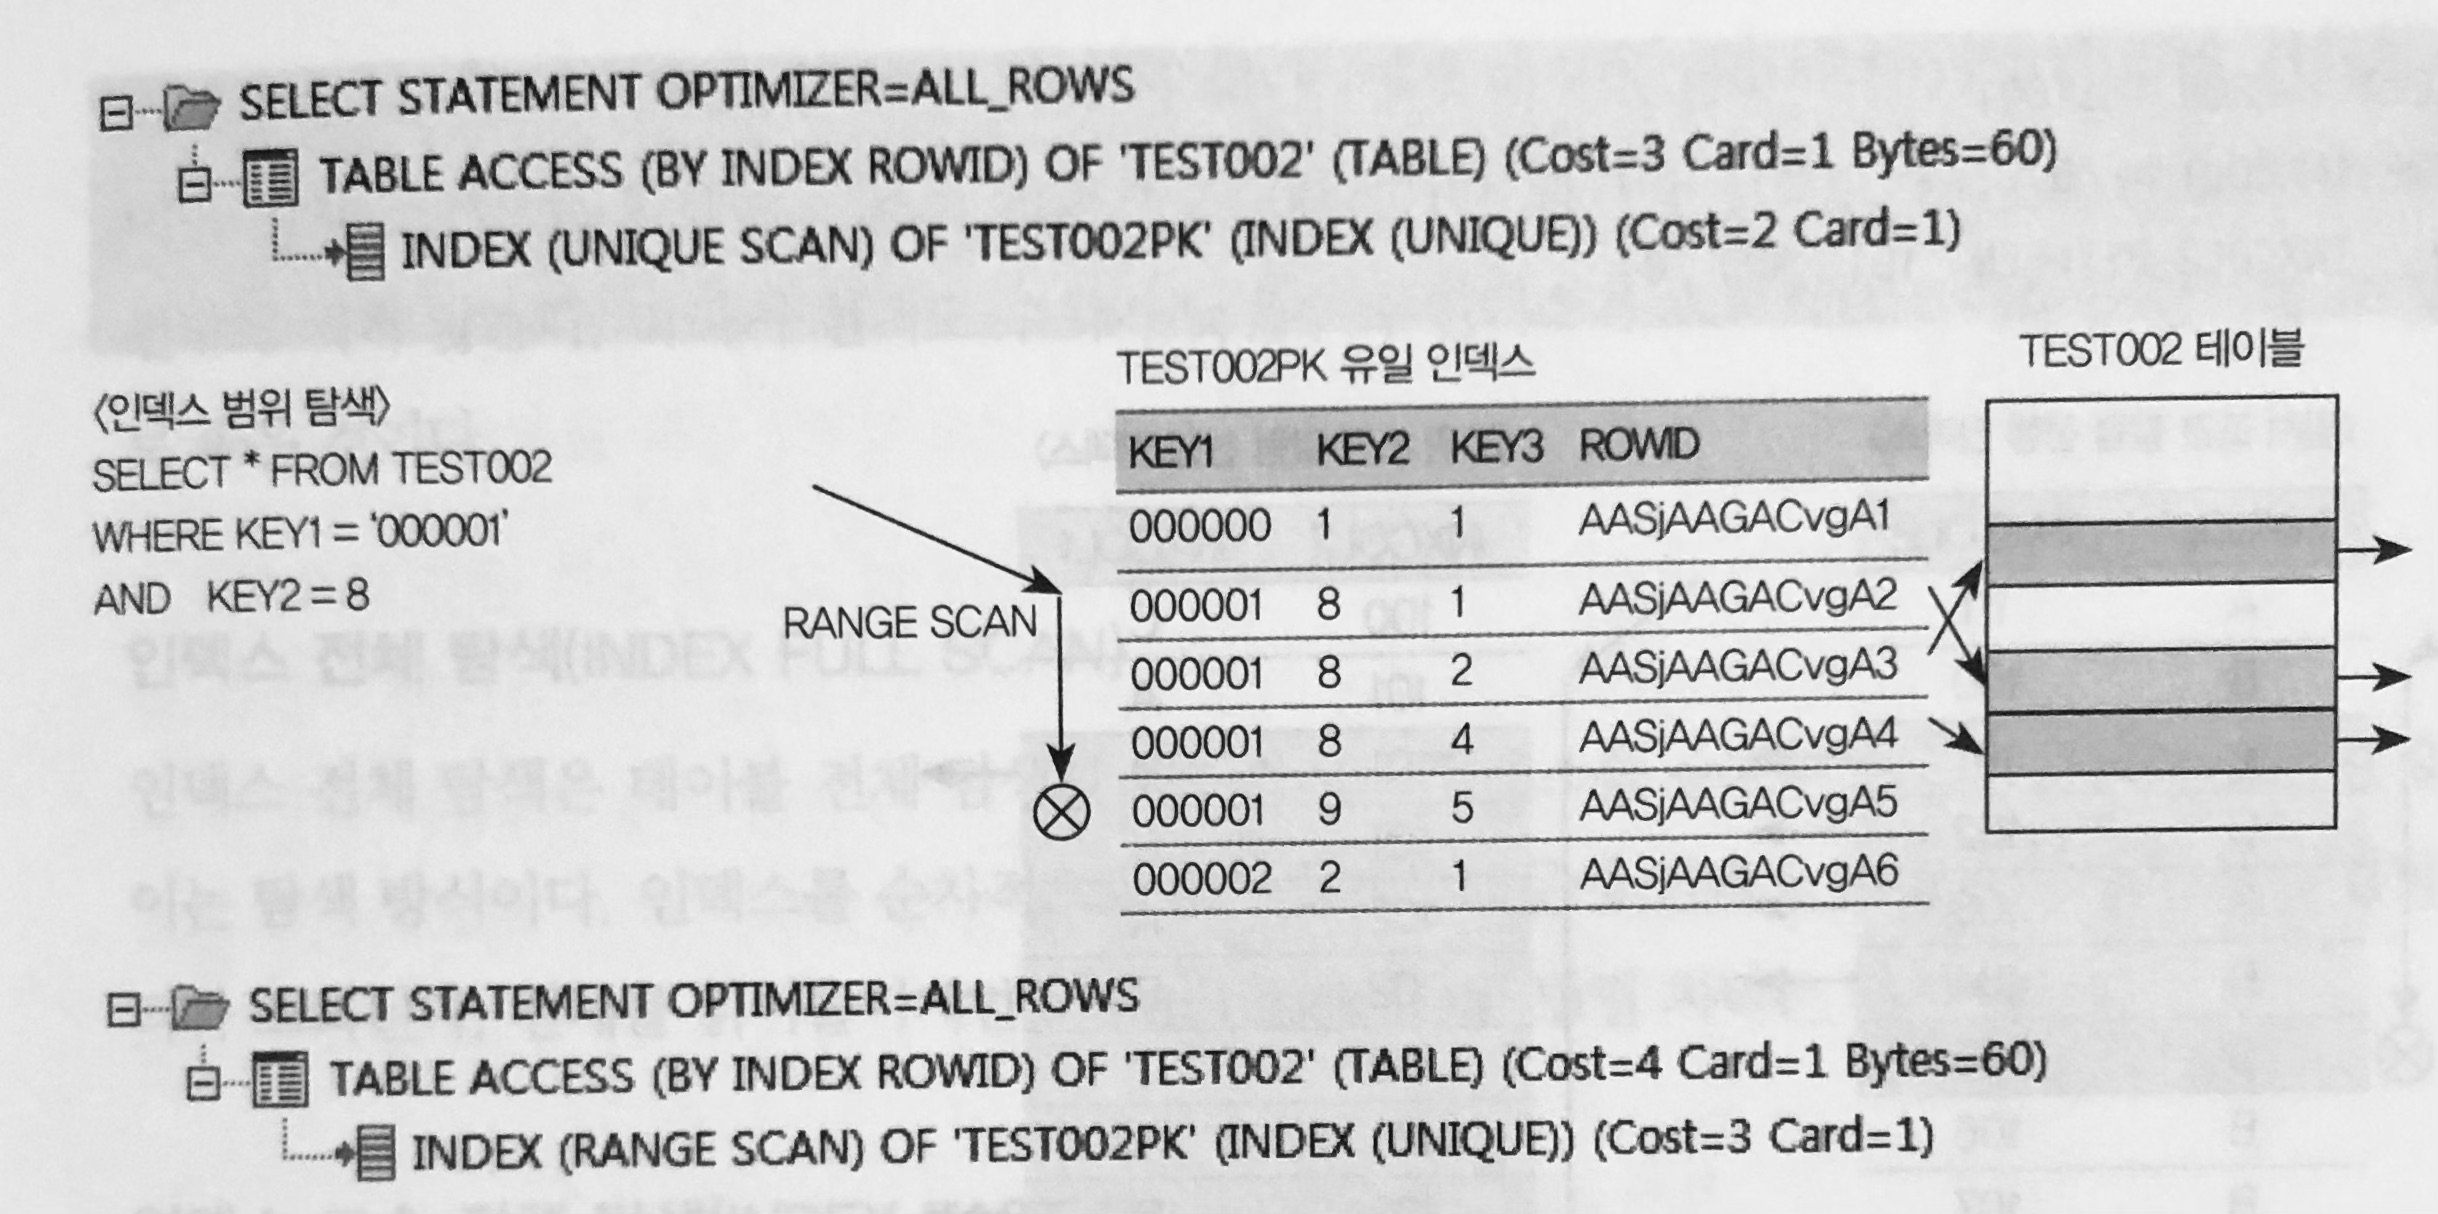 SELECT STATEMENT OPTIMIZER=ALL_ROWS
TABLE ACCESS (BY INDEX ROWID) OF 'TEST002' (TABLE) (Cost=3 Card=1 Bytes=60)
INDEX (UNIQUE SCAN) OF 'TEST002PK' (INDEX (UNIQUE)) (Cost=2 Card=1)
〈인덱스 범위 탐색〉
SELECT * FROM TEST002
WHERE KEY1 = '000001'
AND KEY2 = 8
RANGE SCAN
TEST002PK 유일 인덱스
KEY1 KEY2 KEY3 ROWID
000000 1 1 AASjAAGACvgA1
000001 8 1 AASjAAGACvgA2
000001 8 2 AASjAAGACvgA3
000001 8 4 AASjAAGACvgA4
000001 9 5 AASjAAGACvgA5
000002 2 1 AASjAAGACvgA6
TEST002 테이블
SELECT STATEMENT OPTIMIZER=ALL_ROWS
TABLE ACCESS (BY INDEX ROWID) OF 'TEST002' (TABLE) (Cost=4 Card=1 Bytes=60)
INDEX (RANGE SCAN) OF 'TEST002PK' (INDEX (UNIQUE)) (Cost=3 Card=1)